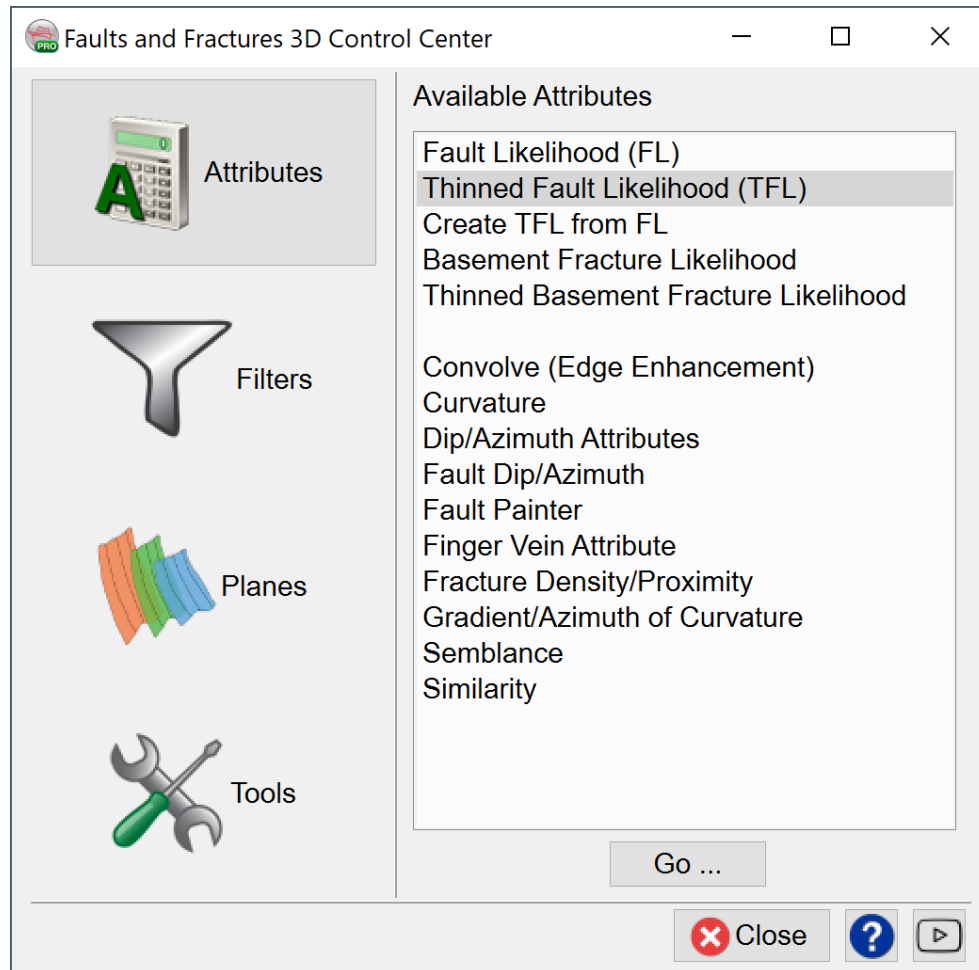 PRO
Faults and Fractures 3D Control Center
Available Attributes
0
A
Attributes
Filters
Planes
Tools
Fault Likelihood (FL)
Thinned Fault Likelihood (TFL)
Create TFL from FL
Basement Fracture Likelihood
Thinned Basement Fracture Likelihood
Convolve (Edge Enhancement)
Curvature
Dip/Azimuth Attributes
Fault Dip/Azimuth
Fault Painter
Finger Vein Attribute
Fracture Density/Proximity
Gradient/Azimuth of Curvature
Semblance
Similarity
Go ...
Close
?